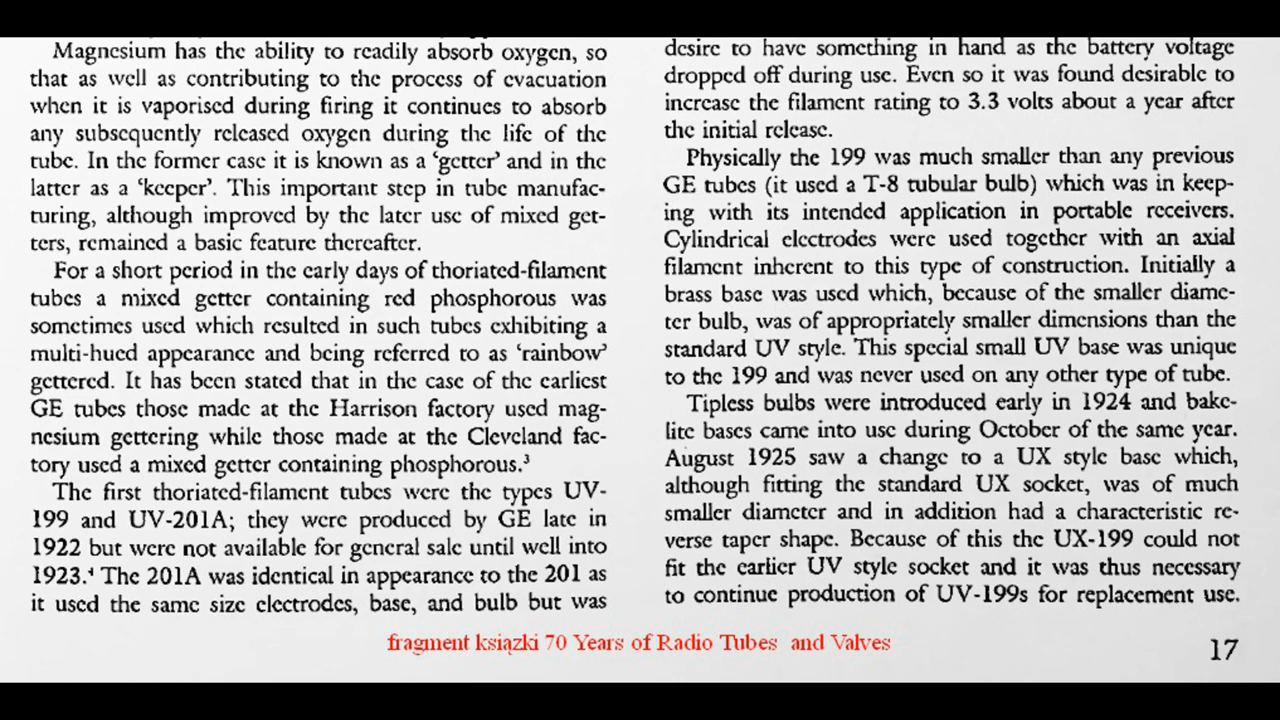 Magnesium has the ability to readily absorb oxygen, so
that as well as contributing to the process of evacuation
when it is vaporised during firing it continues to absorb
any subsequently released oxygen during the life of the
tube. In the former case it is known as a ‘getter’ and in the
latter as a ‘keeper’. This important step in tube manufac-
turing, although improved by the later use of mixed get-
ters, remained a basic feature thereafter.
For a short period in the early days of thoriated-filament
tubes a mixed getter containing red phosphorous was
sometimes used which resulted in such tubes exhibiting a
multi-hued appearance and being referred to as ‘rainbow’
gettered. It has been stated that in the case of the earliest
GE tubes those made at the Harrison factory used mag-
nesium gettering while those made at the Cleveland fac-
tory used a mixed getter containing phosphorous.³
The first thoriated-filament tubes were the types UV-
199 and UV-201A; they were produced by GE late in
1922 but were not available for general sale until well into
1923.⁴ The 201A was identical in appearance to the 201 as
it used the same size electrodes, base, and bulb but was
desire to have something in hand as the battery voltage
dropped off during use. Even so it was found desirable to
increase the filament rating to 3.3 volts about a year after
the initial release.
Physically the 199 was much smaller than any previous
GE tubes (it used a T-8 tubular bulb) which was in keep-
ing with its intended application in portable receivers.
Cylindrical electrodes were used together with an axial
filament inherent to this type of construction. Initially a
brass base was used which, because of the smaller diame-
ter bulb, was of appropriately smaller dimensions than the
standard UV style. This special small UV base was unique
to the 199 and was never used on any other type of tube.
Tipless bulbs were introduced early in 1924 and bake-
lite bases came into use during October of the same year.
August 1925 saw a change to a UX style base which,
although fitting the standard UX socket, was of much
smaller diameter and in addition had a characteristic re-
verse taper shape. Because of this the UX-199 could not
fit the earlier UV style socket and it was thus necessary
to continue production of UV-199s for replacement use.
fragment książki 70 Years of Radio Tubes and Valves
17